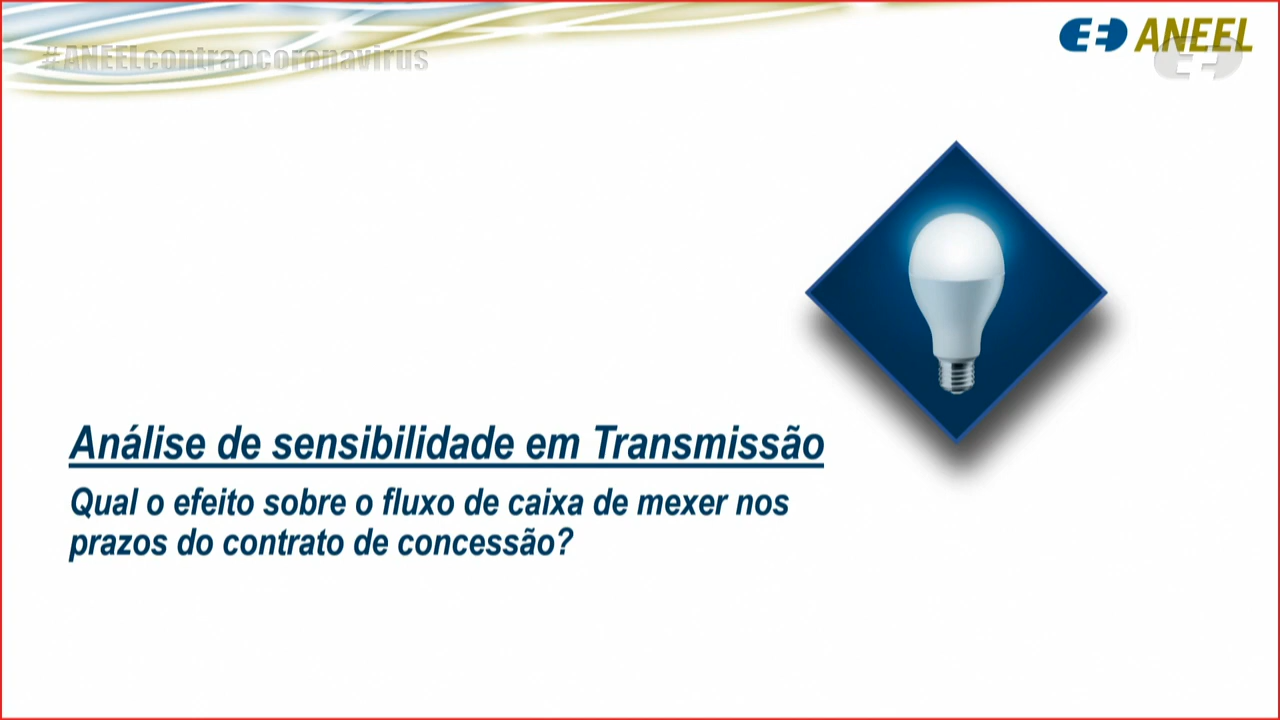 #ANEELcontraocoronavirus
ANEEL
Análise de sensibilidade em Transmissão
Qual o efeito sobre o fluxo de caixa de mexer nos
prazos do contrato de concessão?